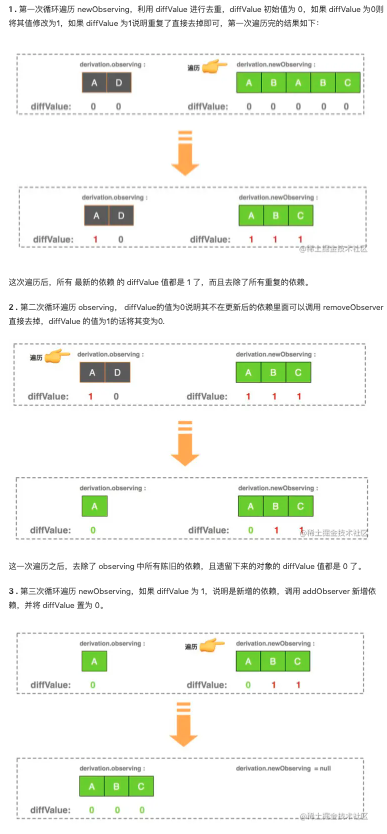 1 . 第一次循环遍历 newObserving，利用 diffValue 进行去重，diffValue 初始值为 0，如果 diffValue 为0则
将其值修改为1，如果 diffValue 为1说明重复了直接去掉即可，第一次遍历完的结果如下：
derivation.observing :
遍历
derivation.newObserving :
A D
A B A B C
diffValue: 0 0
diffValue: 0 0 0 0 0
derivation.observing :
derivation.newObserving :
A D
A B C
diffValue: 1 0
diffValue: 1 1 1
@稀土掘金技术社区
这次遍历后，所有 最新的依赖 的 diffValue 值都是 1 了，而且去除了所有重复的依赖。
2 . 第二次循环遍历 observing， diffValue的值为0说明其不在更新后的依赖里面可以调用 removeObserver
直接去掉，diffValue 的值为1的话将其变为0.
遍历
derivation.observing :
derivation.newObserving :
A D
A B C
diffValue: 1 0
diffValue: 1 1 1
derivation.observing :
derivation.newObserving :
A
A B C
diffValue: 0
diffValue: 0 1 1
@稀土掘金技术社区
这一次遍历之后，去除了 observing 中所有陈旧的依赖，且遗留下来的对象的 diffValue 值都是 0 了。
3 . 第三次循环遍历 newObserving，如果 diffValue 为 1，说明是新增的依赖，调用 addObserver 新增依
赖，并将 diffValue 置为 0。
derivation.observing :
遍历
derivation.newObserving :
A
A B C
diffValue: 0
diffValue: 0 1 1
derivation.observing :
derivation.newObserving = null
A B C
diffValue: 0 0 0
@稀土掘金技术社区